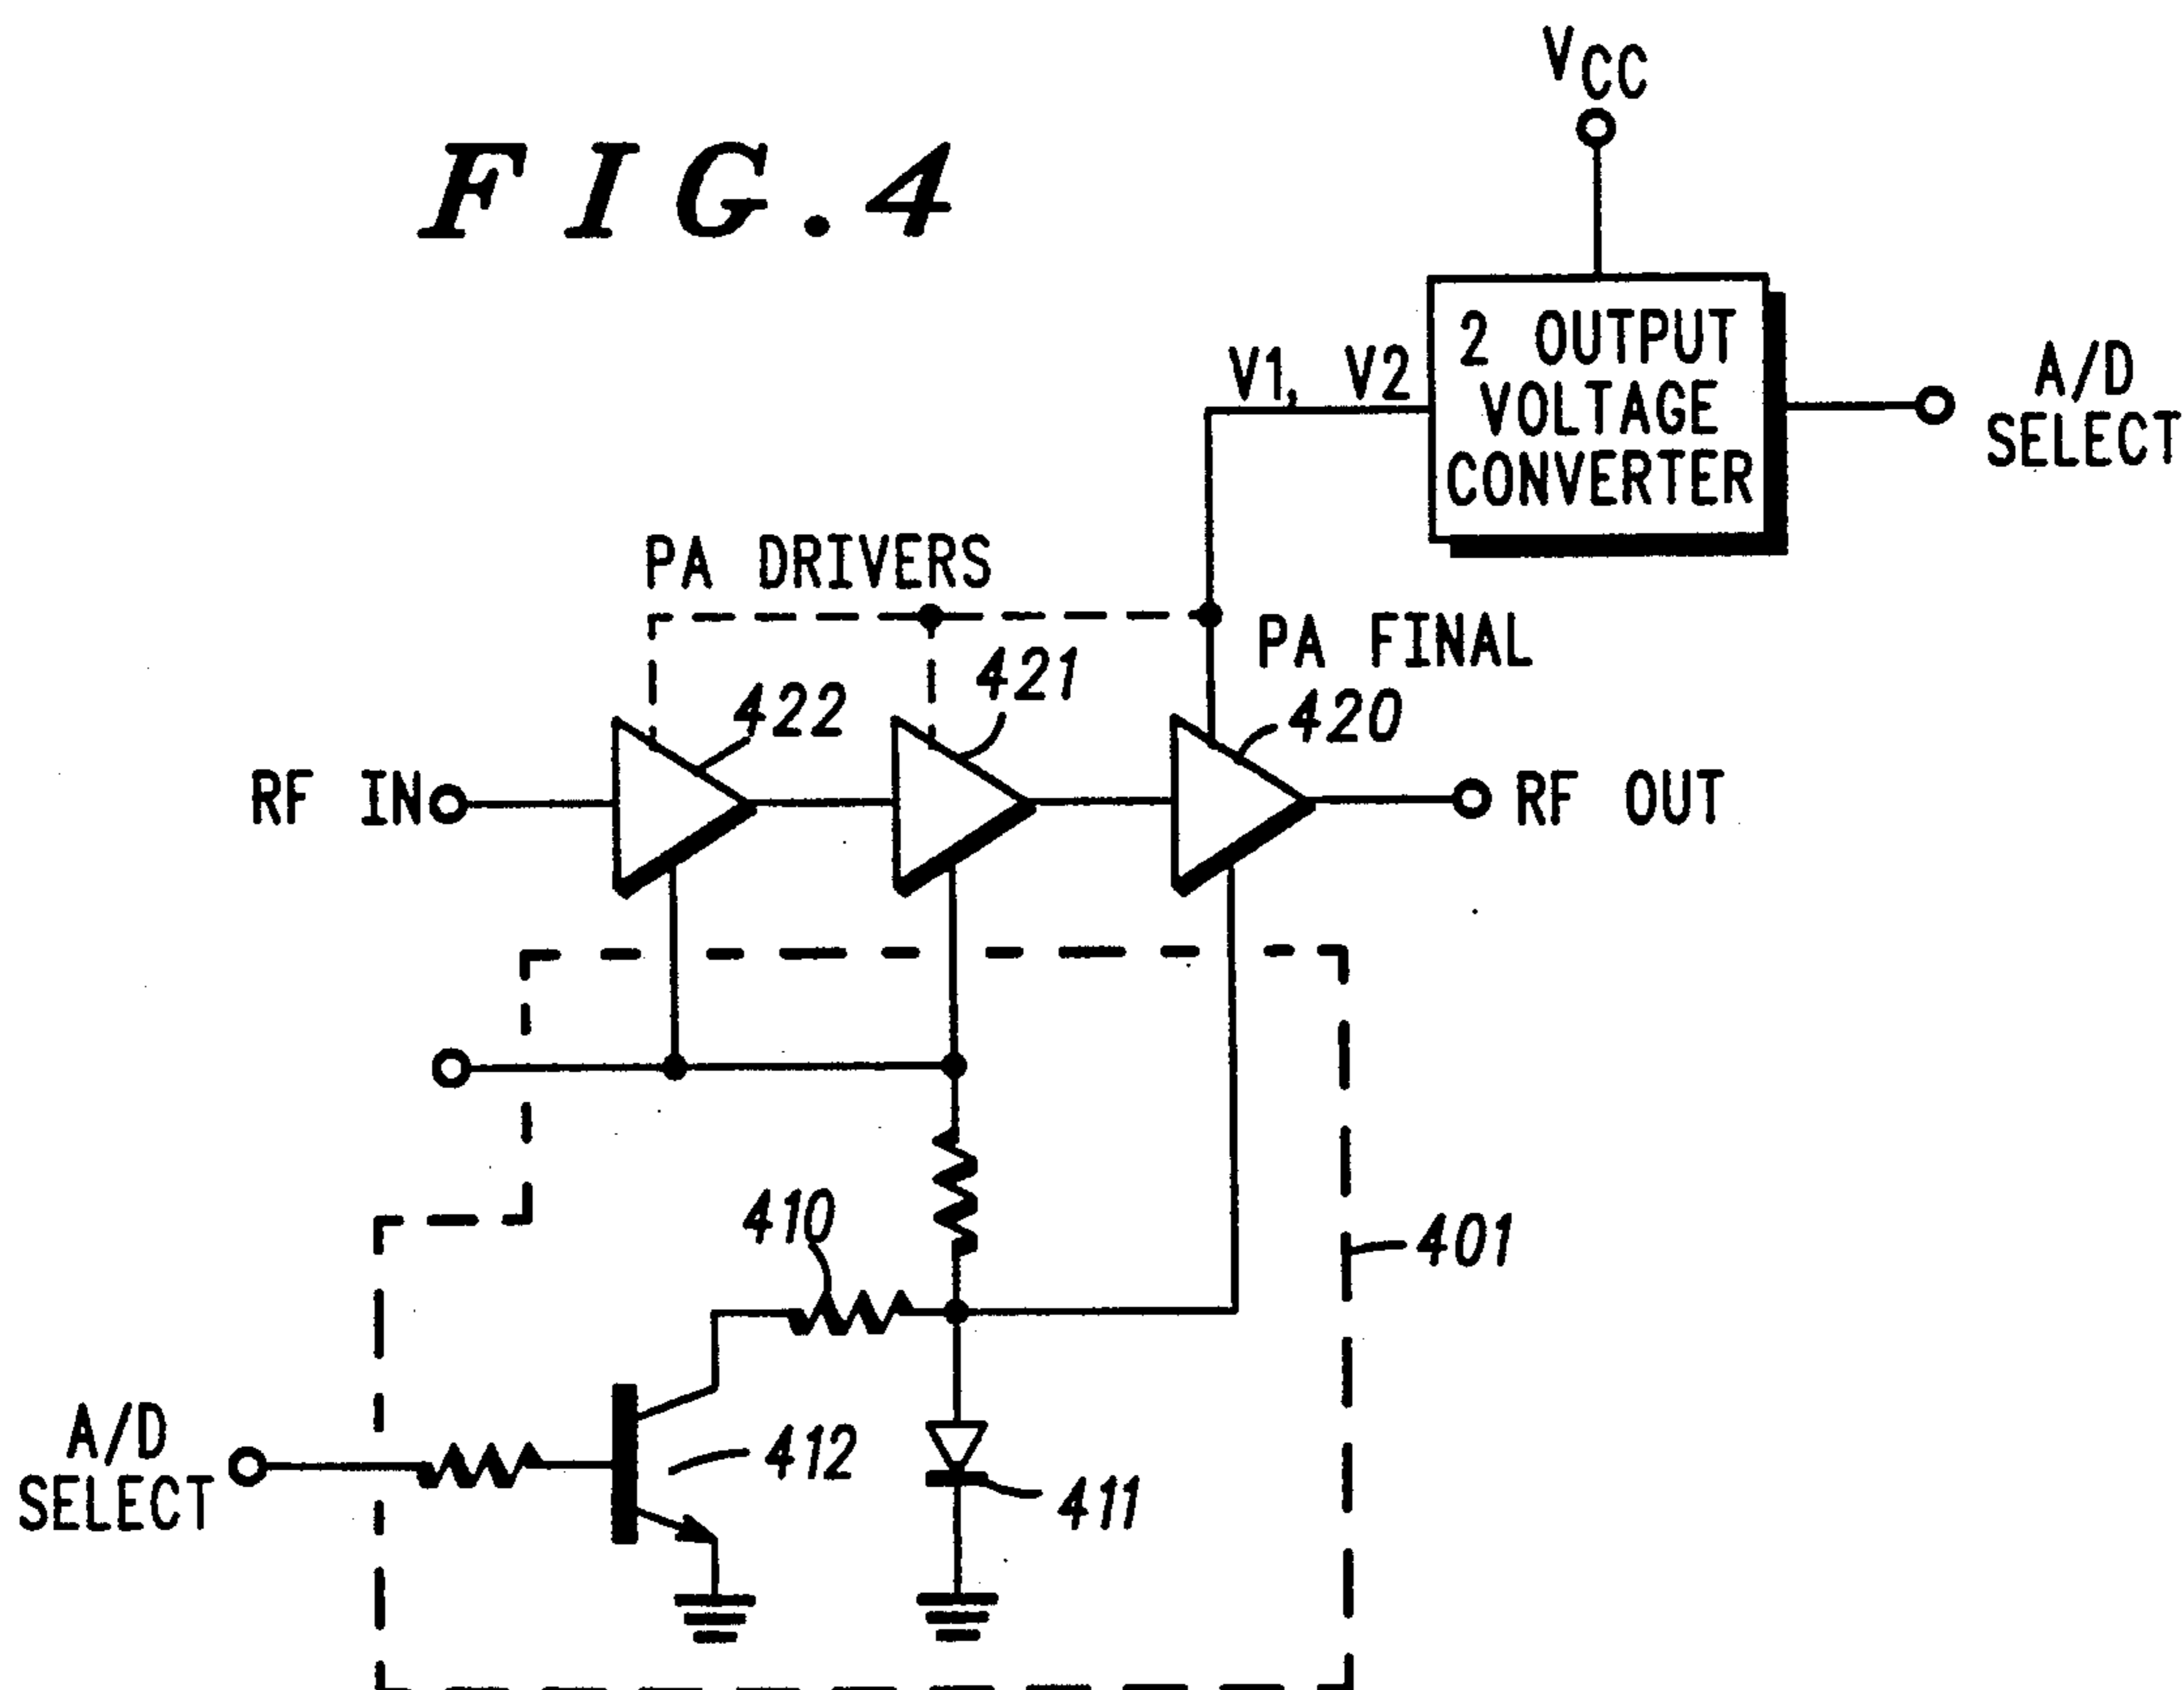 FIG.4
VCC
2 OUTPUT
VOLTAGE
CONVERTER
V1, V2
A/D
SELECT
PA DRIVERS
PA FINAL
422
421
420
RF IN
RF OUT
410
401
A/D
SELECT
412
411